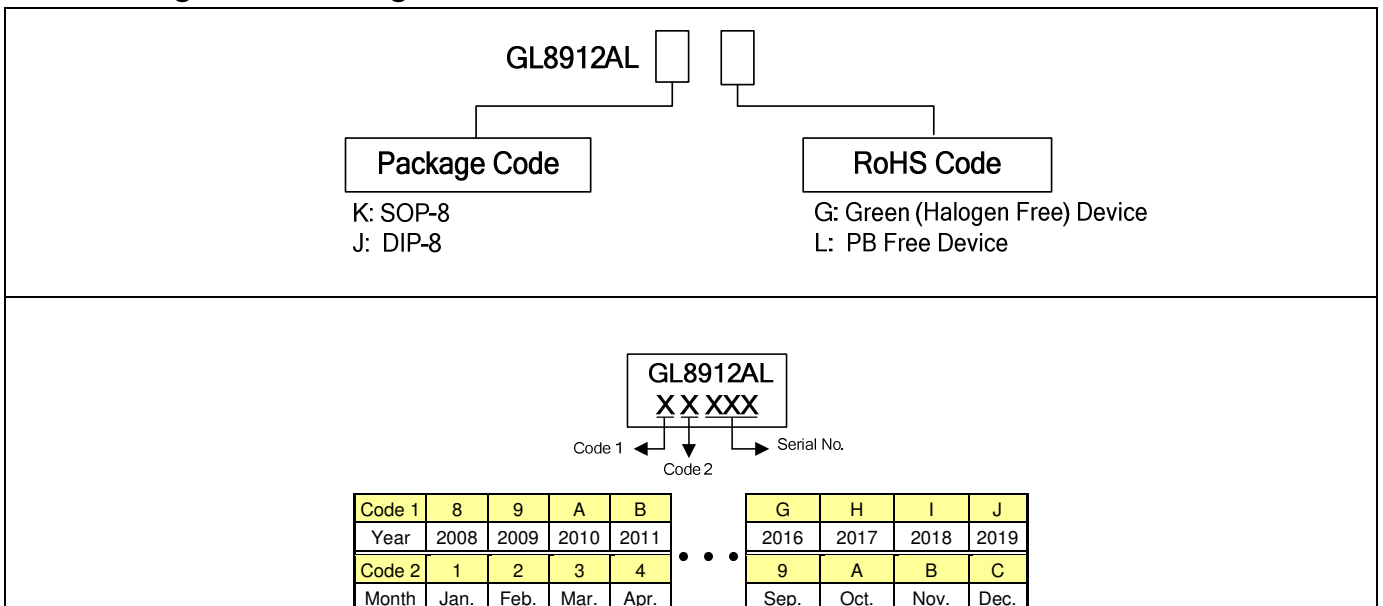 GL8912AL
Package Code
RoHS Code
K: SOP-8
J: DIP-8
G: Green (Halogen Free) Device
L: PB Free Device
GL8912AL
X X XXX
Code 1
Code 2
Serial No.
Code 1 8 9 A B G H I J
Year 2008 2009 2010 2011 2016 2017 2018 2019
Code 2 1 2 3 4 9 A B C
Month Jan. Feb. Mar. Apr. Sep. Oct. Nov. Dec.